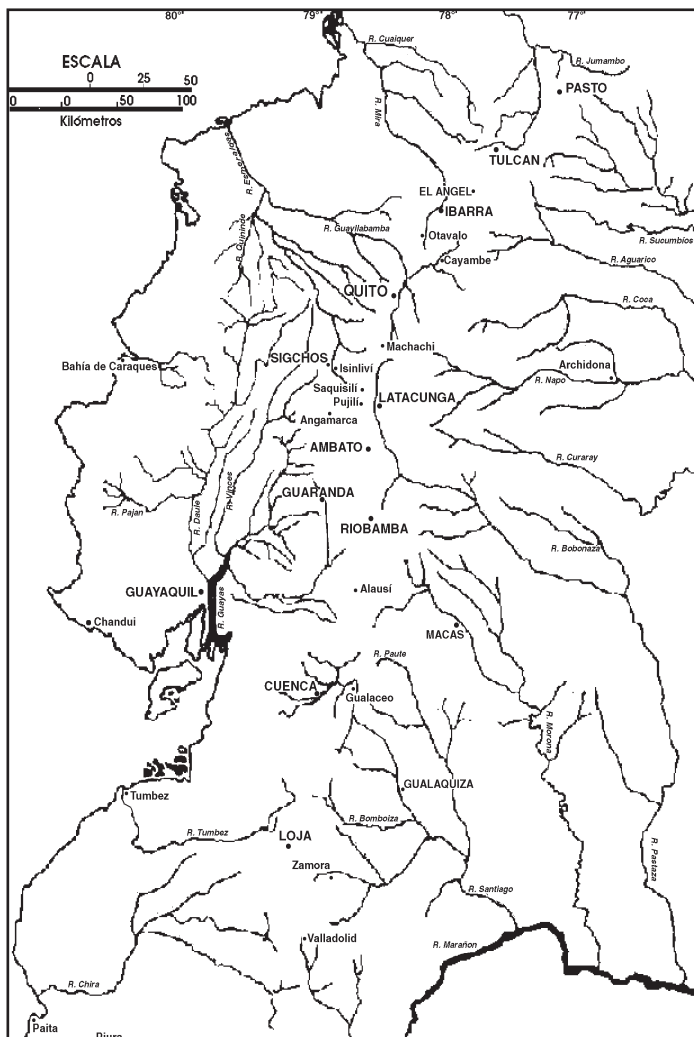 80°
79°
78°
77°
ESCALA
0 25 50
0 .0 50 100
Kilómetros
R. Cualquer
R. Jumambo
PASTO
R. Mira
TULCAN
R. Esmeraldas
EL ANGEL
IBARRA
R. Guayllabamba
Otavalo
R. Sucumbios
R. Quininde
Cayambe
R. Aguarico
QUITO
R. Coca
Machachi
SIGCHOS
Isinliví
Bahía de Caraques
Archidona
R. Napo
Saquisilí
Pujilí
LATACUNGA
Angamarca
AMBATO
R. Curaray
R. Vinces
GUARANDA
R. Daule
R. Pajan
RIOBAMBA
R. Bobonaza
GUAYAQUIL
R. Guayas
Alausí
Chandui
MACAS
R. Paute
CUENCA
Gualaceo
R. Morona
Tumbez
GUALAQUIZA
R. Bomboiza
R. Tumbez
LOJA
Zamora
R. Pastaza
R. Santiago
Valladolid
R. Marañon
R. Chira
Paita
Piura